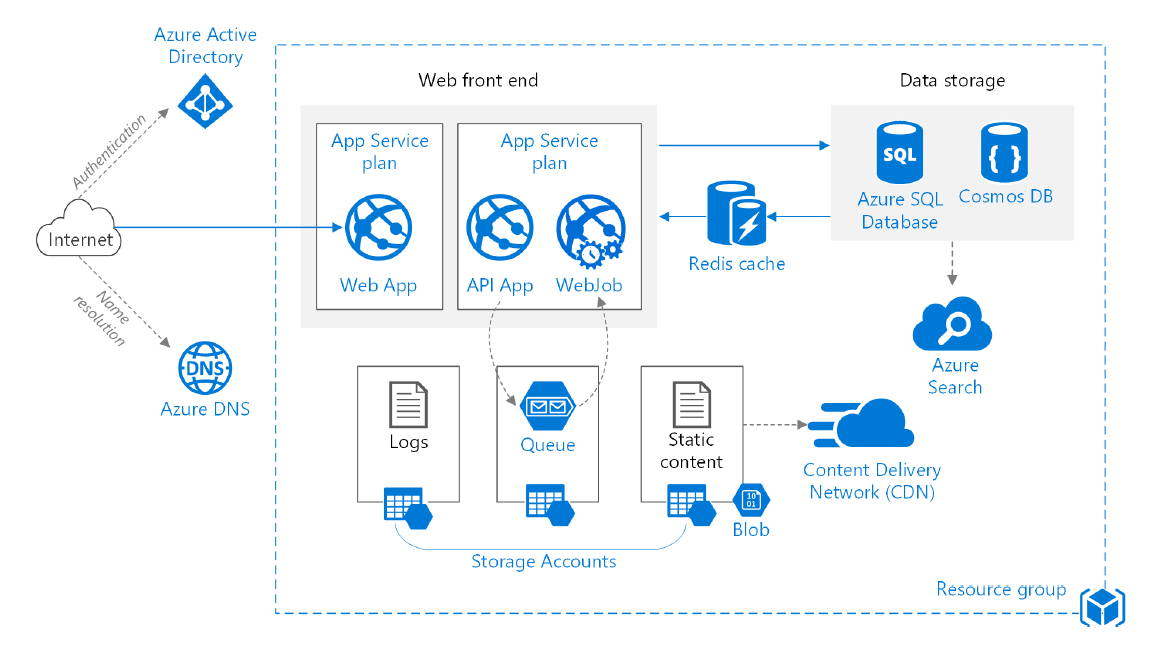 Azure Active
Directory
Web front end
Data storage
Authentication
App Service
plan
App Service
plan
SQL
{ }
Azure SQL
Database
Cosmos DB
Internet
Web App
API App
WebJob
Redis cache
Name
resolution
DNS
Azure DNS
Azure
Search
Logs
Queue
Static
content
Content Delivery
Network (CDN)
10
01
Blob
Storage Accounts
Resource group